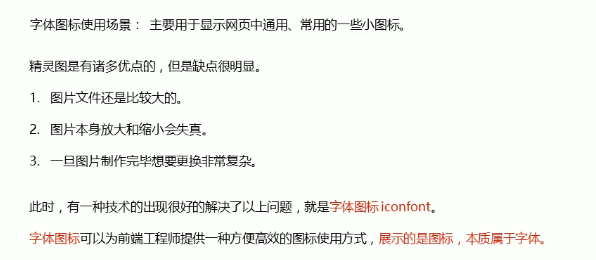 字体图标使用场景： 主要用于显示网页中通用、常用的一些小图标。
精灵图是有诸多优点的，但是缺点很明显。
1. 图片文件还是比较大的。
2. 图片本身放大和缩小会失真。
3. 一旦图片制作完毕想要更换非常复杂。
此时，有一种技术的出现很好的解决了以上问题，就是字体图标 iconfont。
字体图标可以为前端工程师提供一种方便高效的图标使用方式，展示的是图标，本质属于字体。